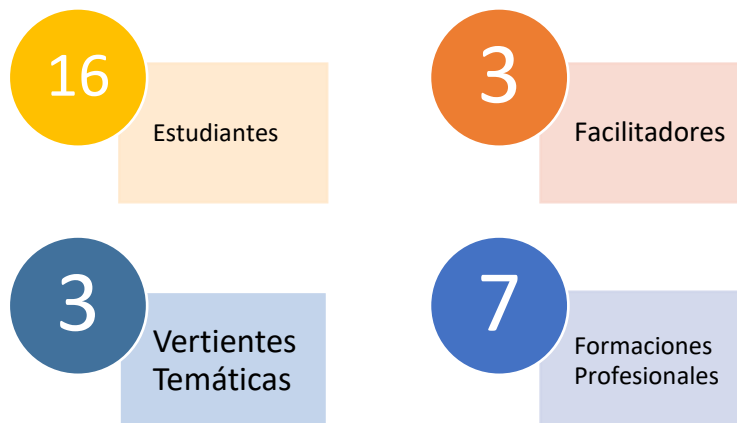 16
Estudiantes
3
Facilitadores
3
Vertientes
Temáticas
7
Formaciones
Profesionales